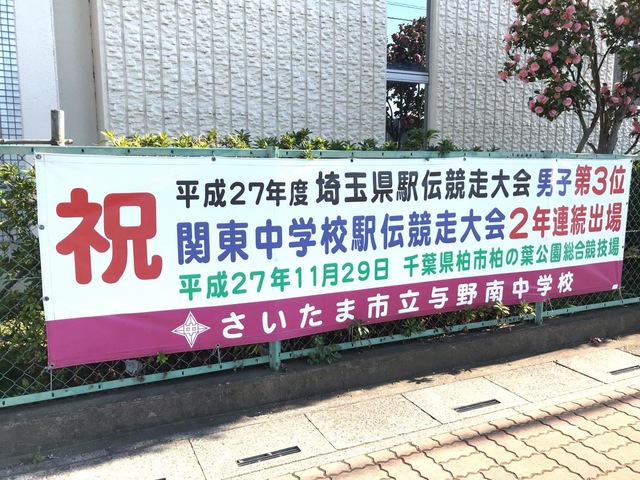 祝
平成27年度 埼玉県駅伝競走大会 男子第3位
関東中学校駅伝競走大会2年連続出場
平成27年11月29日 千葉県柏市柏の葉公園総合競技場
中 さいたま市立与野南中学校